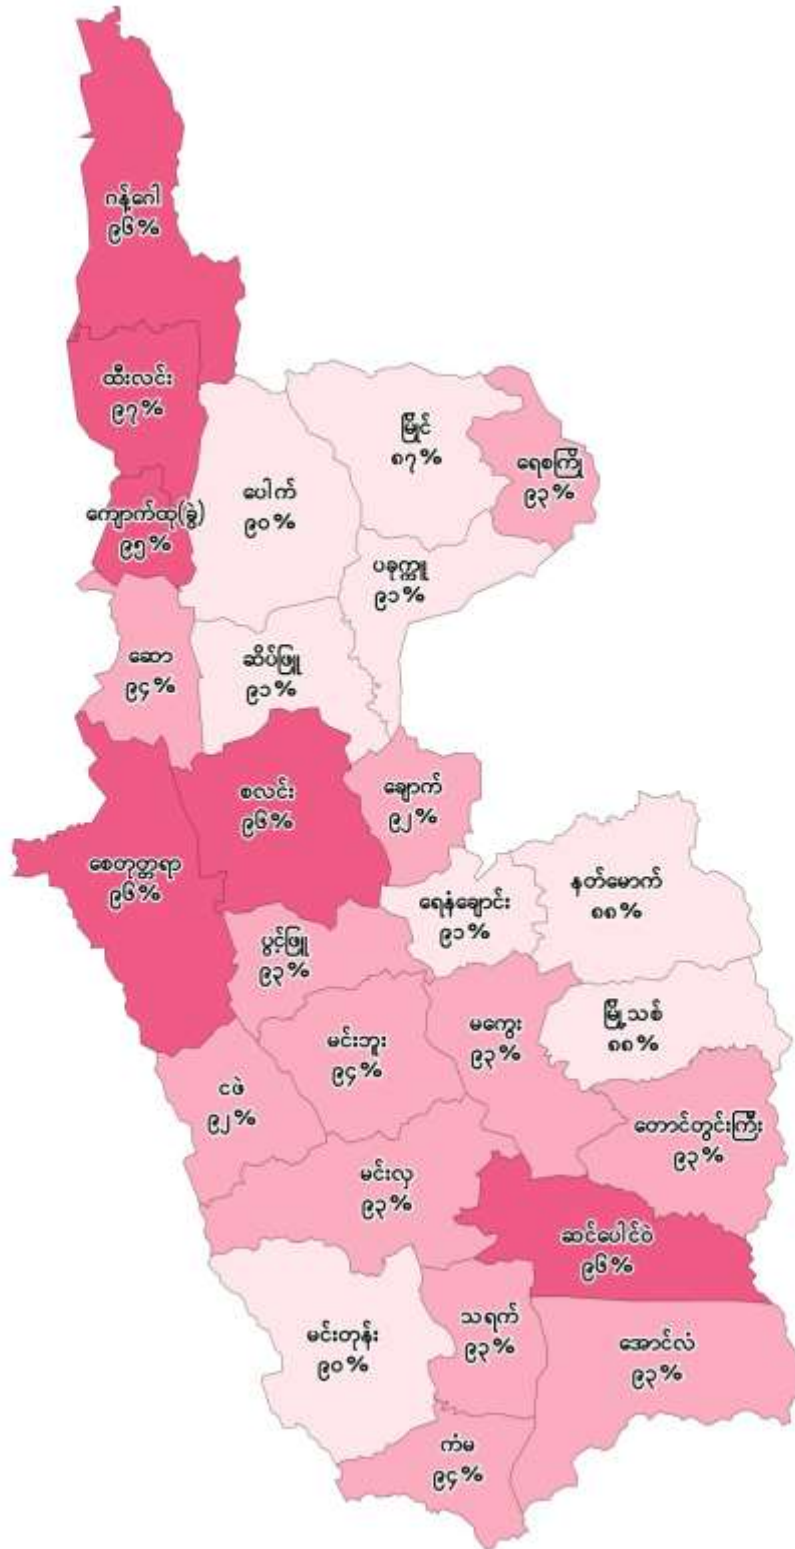 ဂန့်ဂေါ
၉၆%
ထီးလင်း
၉၇%
မြိုင်
၈၇%
ရေစကြို
၉၃%
ပေါက်
၉၀%
ကျောက်ထု(ခွဲ)
၉၅%
ပခုက္ကူ
၉၁%
ဆော
၉၄%
ဆိပ်ဖြူ
၉၁%
စလင်း
၉၆%
ချောက်
၉၂%
စေတုတ္တရာ
၉၆%
ရေနံချောင်း
၉၁%
နတ်မောက်
၈၈%
ပွင့်ဖြူ
၉၃%
မြို့သစ်
၈၈%
မင်းဘူး
၉၄%
မကွေး
၉၃%
ငဖဲ
၉၂%
တောင်တွင်းကြီး
၉၃%
မင်းလှ
၉၃%
ဆင်ပေါင်ဝဲ
၉၆%
မင်းတုန်း
၉၀%
သရက်
၉၃%
အောင်လံ
၉၃%
ကံမ
၉၄%